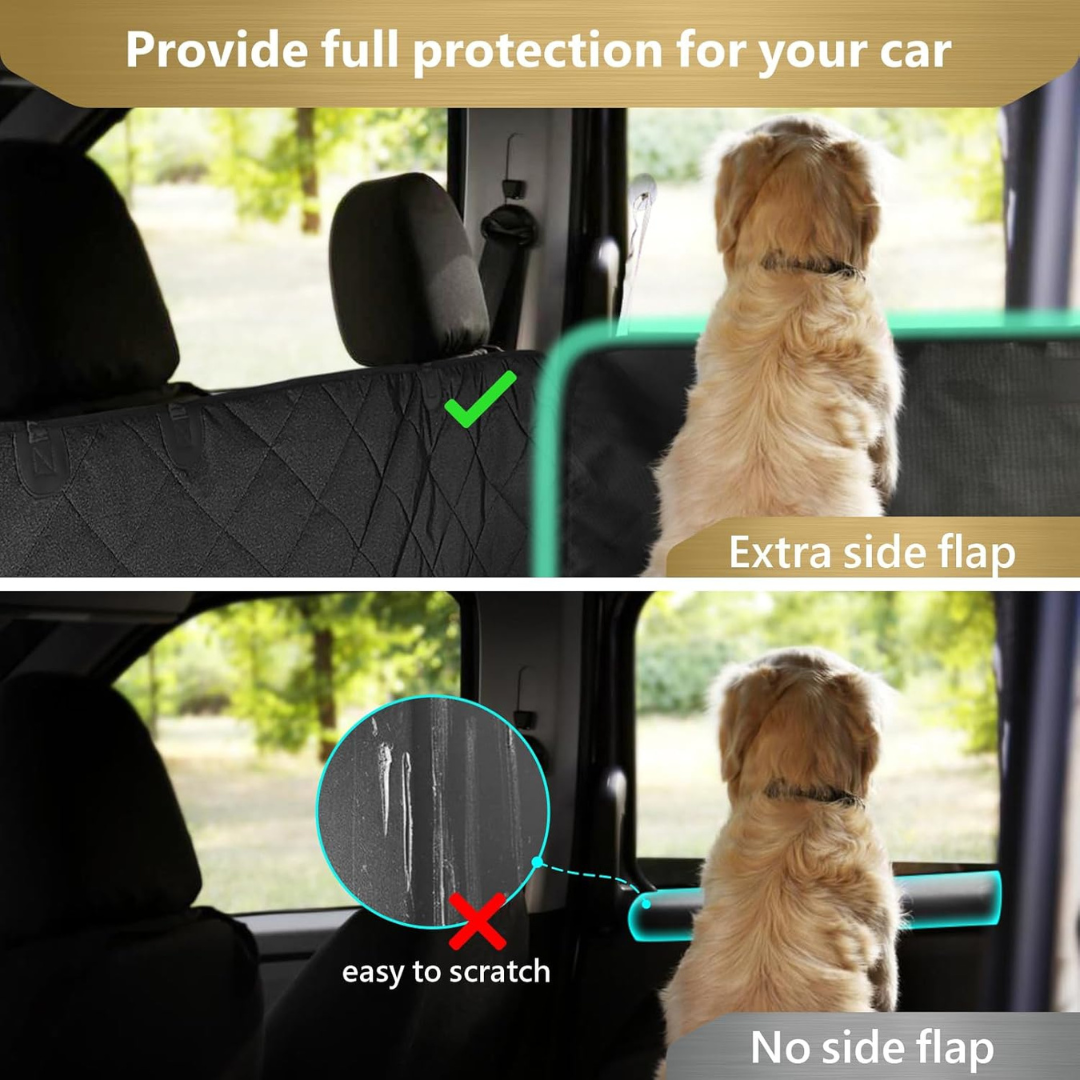 Provide full protection for your car
Extra side flap
easy to scratch
No side flap